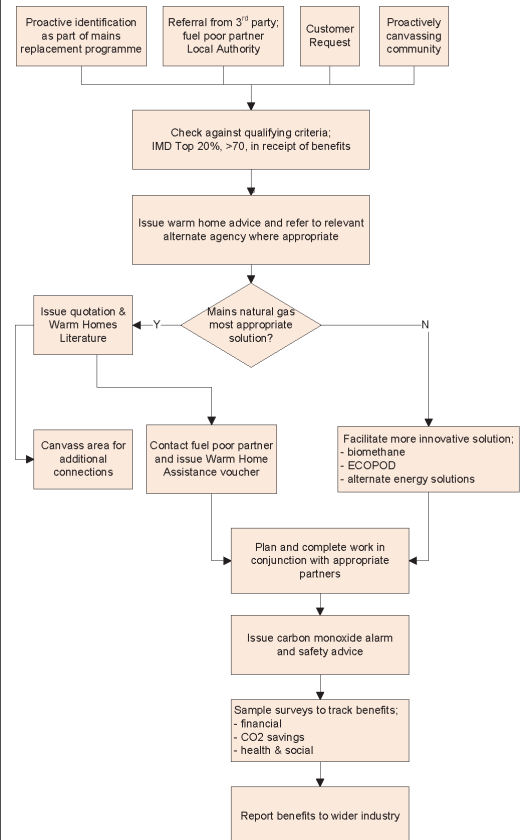 Proactive identification
as part of mains
replacement programme
Referral from 3rd party;
fuel poor partner
Local Authority
Customer
Request
Proactively
canvassing
community
Check against qualifying criteria;
IMD Top 20%, >70, in receipt of benefits
Issue warm home advice and refer to relevant
alternate agency where appropriate
Mains natural gas
most appropriate
solution?
Y
N
Issue quotation &
Warm Homes
Literature
Canvass area for
additional
connections
Contact fuel poor partner
and issue Warm Home
Assistance voucher
Facilitate more innovative solution;
- biomethane
- ECOPOD
- alternate energy solutions
Plan and complete work in
conjunction with appropriate
partners
Issue carbon monoxide alarm
and safety advice
Sample surveys to track benefits;
- financial
- CO2 savings
- health & social
Report benefits to wider industry